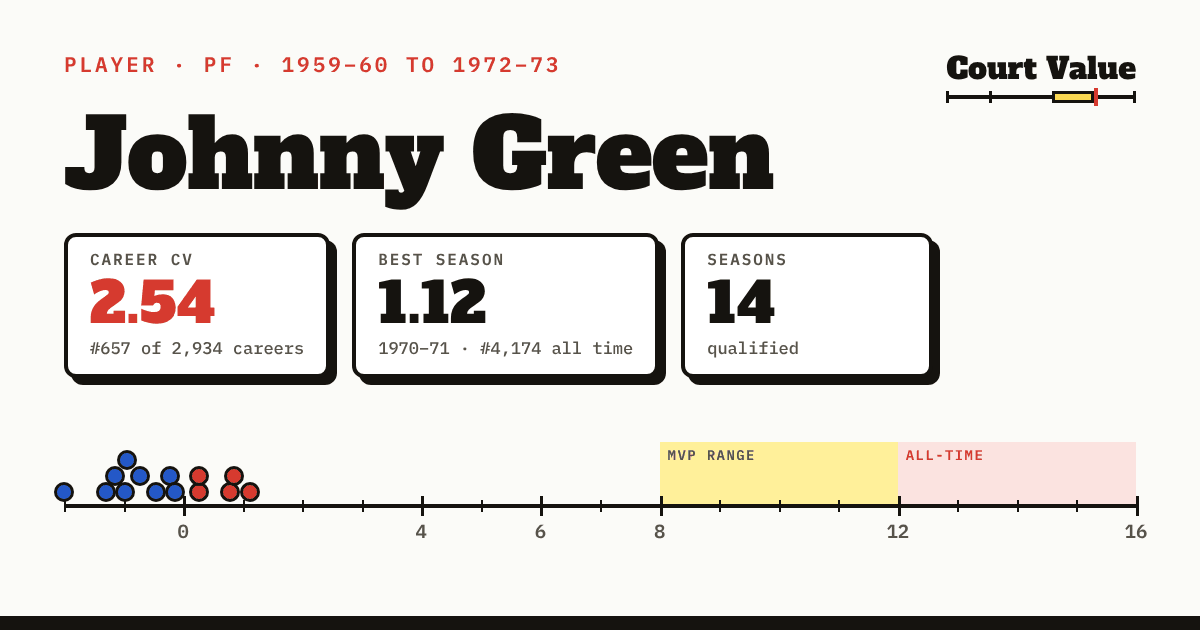 PLAYER · PF · 1959–60 TO 1972–73
Court Value
Johnny Green
CAREER CV
2.54
#657 of 2,934 careers
BEST SEASON
1.12
1970–71 · #4,174 all time
SEASONS
14
qualified
MVP RANGE
ALL-TIME
0 4 6 8 12 16